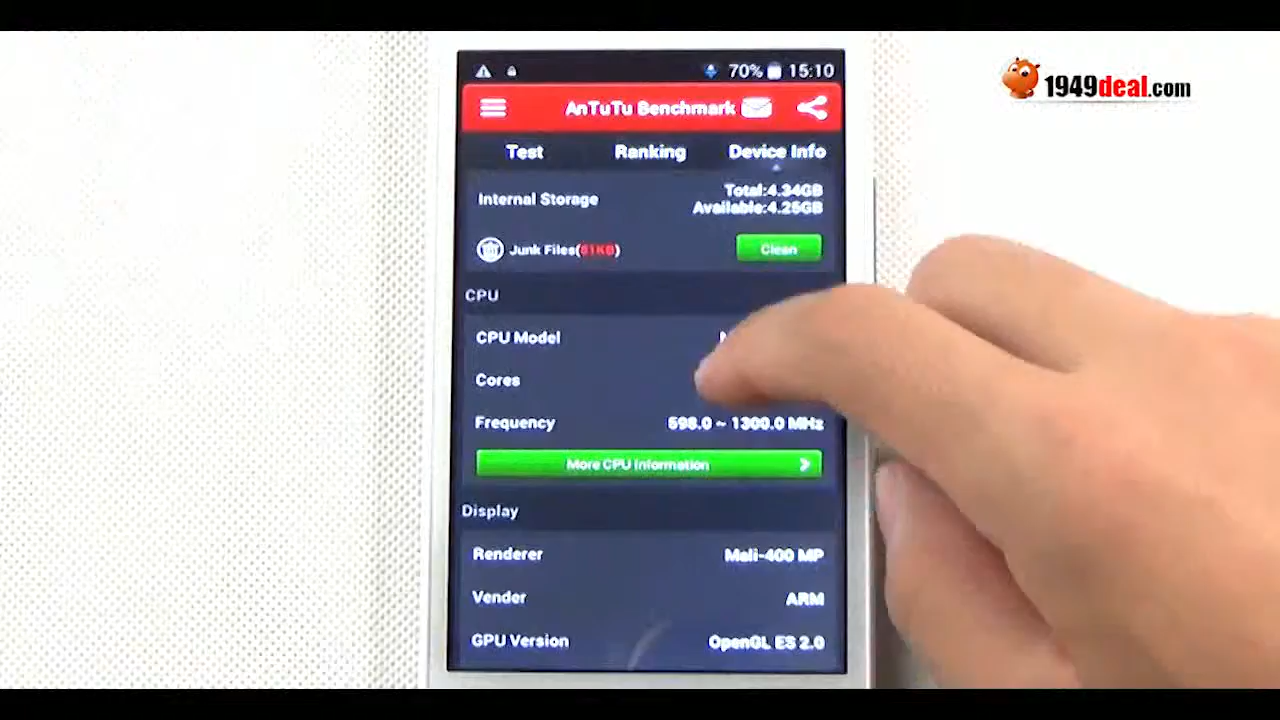 70% 15:10
1949deal.com
AnTuTu Benchmark
Test Ranking Device Info
Internal Storage
Total:4.34GB
Available:4.25GB
Junk Files(81KB)
Clean
CPU
CPU Model
Cores
Frequency 598.0 ~ 1300.0 MHz
More CPU Information
Display
Renderer Mali-400 MP
Vender ARM
GPU Version OpenGL ES 2.0